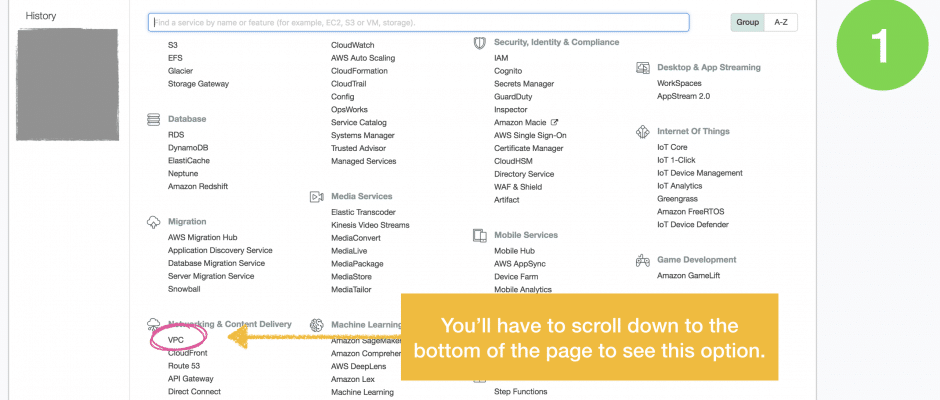 History
Find a service by name or feature (for example, EC2, S3 or VM, storage).
Group
A-Z
1
S3
EFS
Glacier
Storage Gateway
Database
RDS
DynamoDB
ElastiCache
Neptune
Amazon Redshift
Migration
AWS Migration Hub
Application Discovery Service
Database Migration Service
Server Migration Service
Snowball
Networking & Content Delivery
VPC
CloudFront
Route 53
API Gateway
Direct Connect
CloudWatch
AWS Auto Scaling
CloudFormation
CloudTrail
Config
OpsWorks
Service Catalog
Systems Manager
Trusted Advisor
Managed Services
Media Services
Elastic Transcoder
Kinesis Video Streams
MediaConvert
MediaLive
MediaPackage
MediaStore
MediaTailor
Machine Learning
Amazon SageMaker
Amazon Comprehen
AWS DeepLens
Amazon Lex
Machine Learning
Security, Identity & Compliance
IAM
Cognito
Secrets Manager
GuardDuty
Inspector
Amazon Macie
AWS Single Sign-On
Certificate Manager
CloudHSM
Directory Service
WAF & Shield
Artifact
Mobile Services
Mobile Hub
AWS AppSync
Device Farm
Mobile Analytics
Step Functions
Desktop & App Streaming
WorkSpaces
AppStream 2.0
Internet Of Things
IoT Core
IoT 1-Click
IoT Device Management
IoT Analytics
Greengrass
Amazon FreeRTOS
IoT Device Defender
Game Development
Amazon GameLift
You'll have to scroll down to the
bottom of the page to see this option.